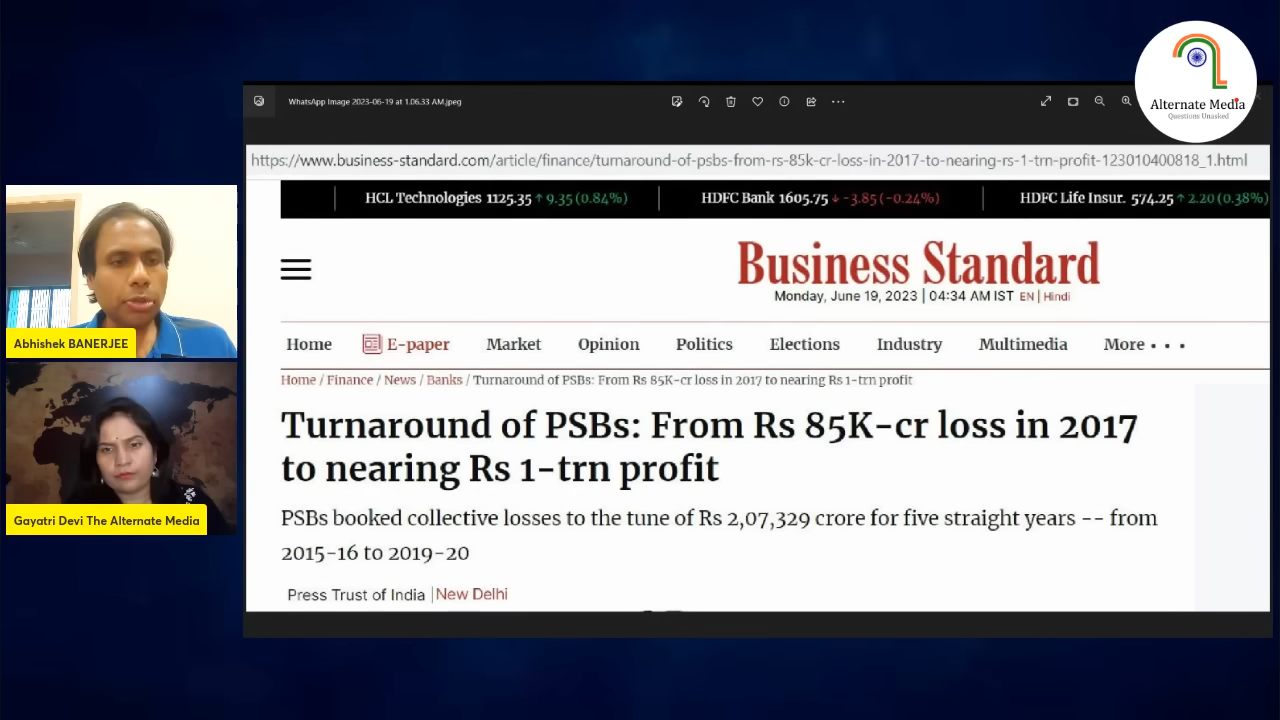 Alternate Media
Questions Unasked
WhatsApp Image 2023-06-19 at 1.06.33 AM.jpeg
https://www.business-standard.com/article/finance/turnaround-of-psbs-from-rs-85k-cr-loss-in-2017-to-nearing-rs-1-trn-profit-123010400818_1.html
HCL Technologies 1125.35 ↑ 9.35 (0.84%)
HDFC Bank 1605.75 ↓ -3.85 (-0.24%)
HDFC Life Insur. 574.25 ↑ 2.20 (0.38%)
Business Standard
Monday, June 19, 2023 | 04:34 AM IST EN | Hindi
Home E-paper Market Opinion Politics Elections Industry Multimedia More • • •
Home / Finance / News / Banks / Turnaround of PSBs: From Rs 85K-cr loss in 2017 to nearing Rs 1-trn profit
Turnaround of PSBs: From Rs 85K-cr loss in 2017
to nearing Rs 1-trn profit
PSBs booked collective losses to the tune of Rs 2,07,329 crore for five straight years -- from
2015-16 to 2019-20
Press Trust of India | New Delhi
Abhishek BANERJEE
Gayatri Devi The Alternate Media